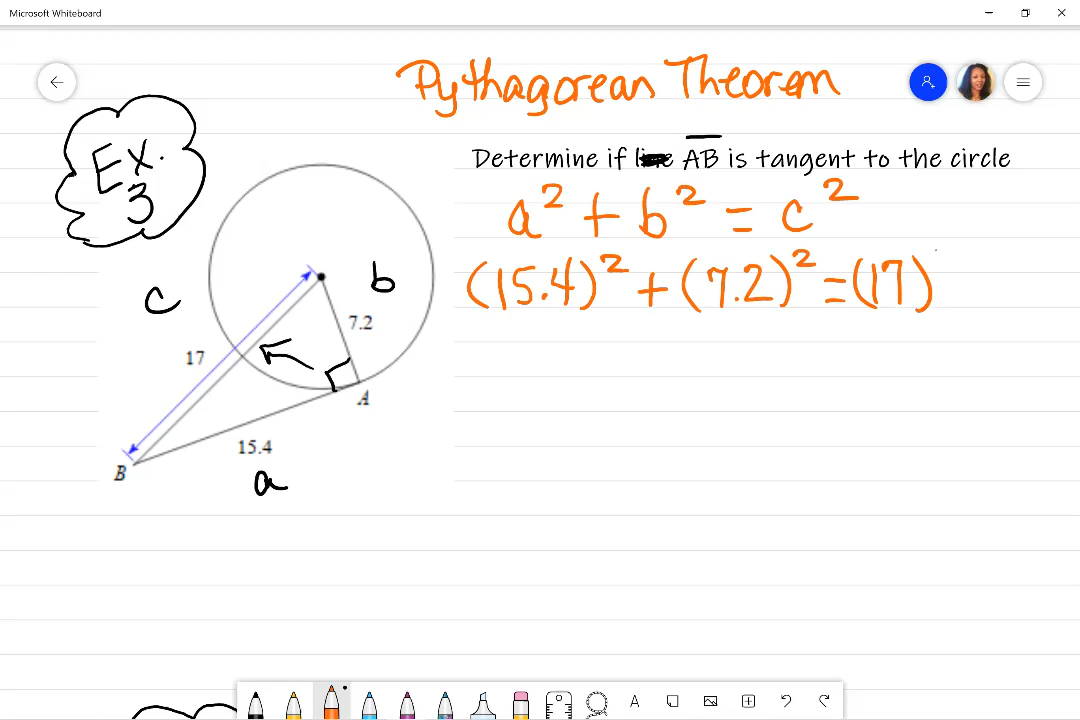 Microsoft Whiteboard
Pythagorean Theorem
Ex.
3
Determine if AB is tangent to the circle
a² + b² = c²
(15.4)² + (7.2)² = (17)
c
b
7.2
17
A
15.4
B
a
A